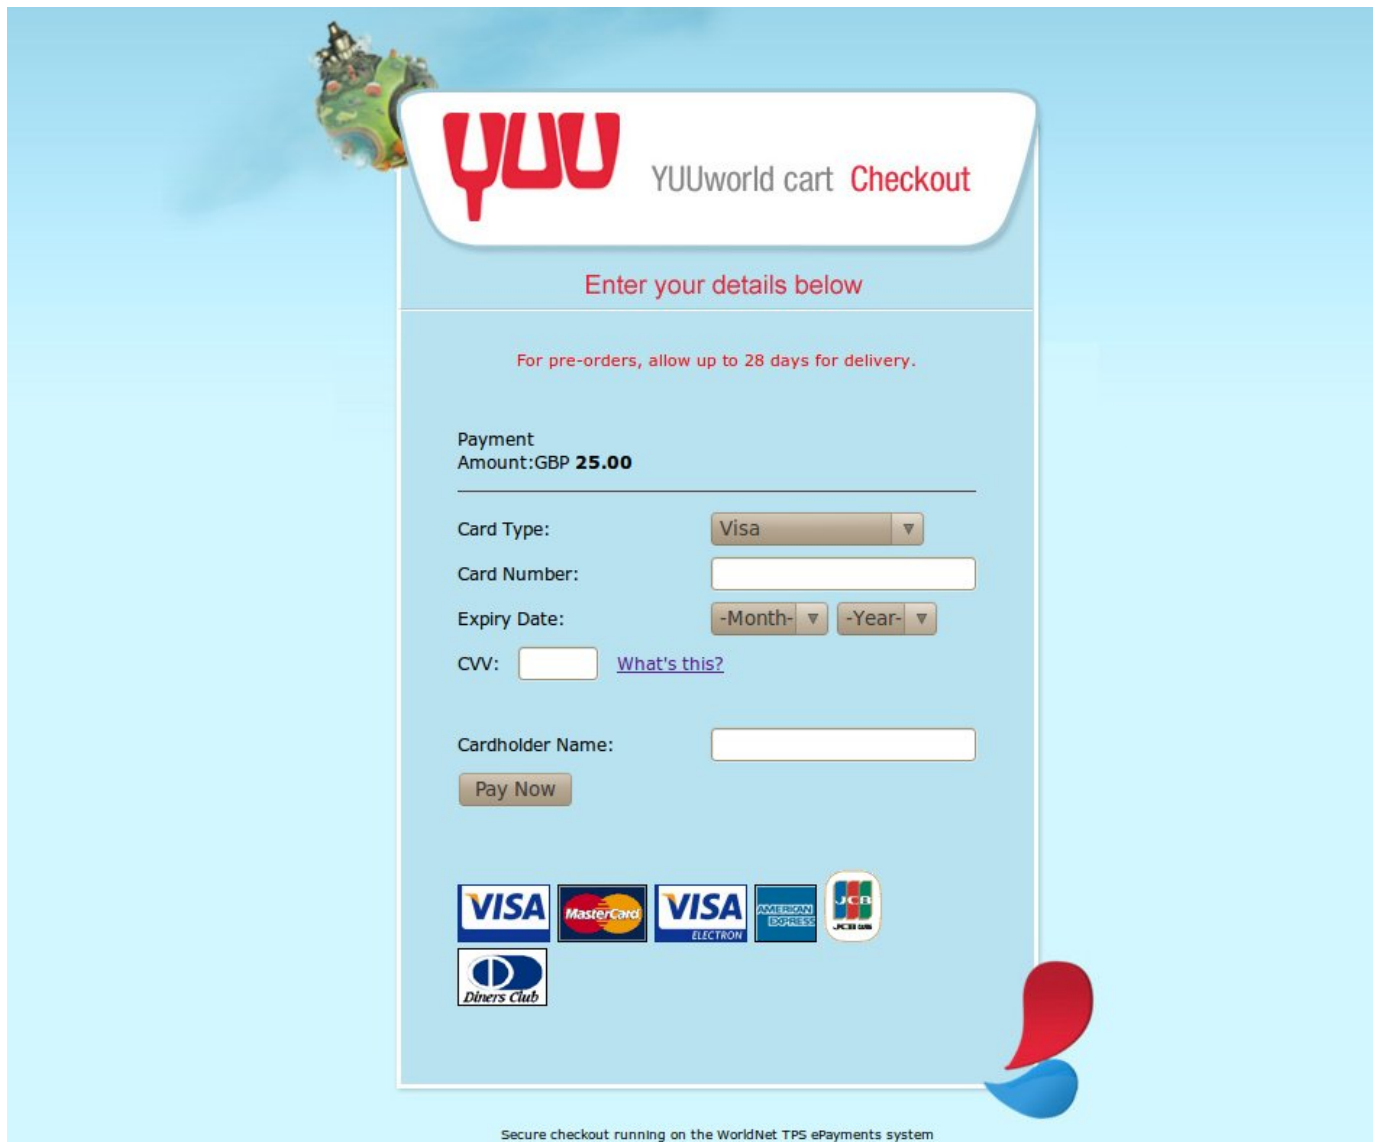 YUU
YUUworld cart Checkout
Enter your details below
For pre-orders, allow up to 28 days for delivery.
Payment
Amount:GBP 25.00
Card Type: Visa
Card Number:
Expiry Date: -Month- -Year-
CVV: What's this?
Cardholder Name:
Pay Now
VISA MasterCard VISA ELECTRON AMERICAN EXPRESS JCB
Diners Club
Secure checkout running on the WorldNet TPS ePayments system